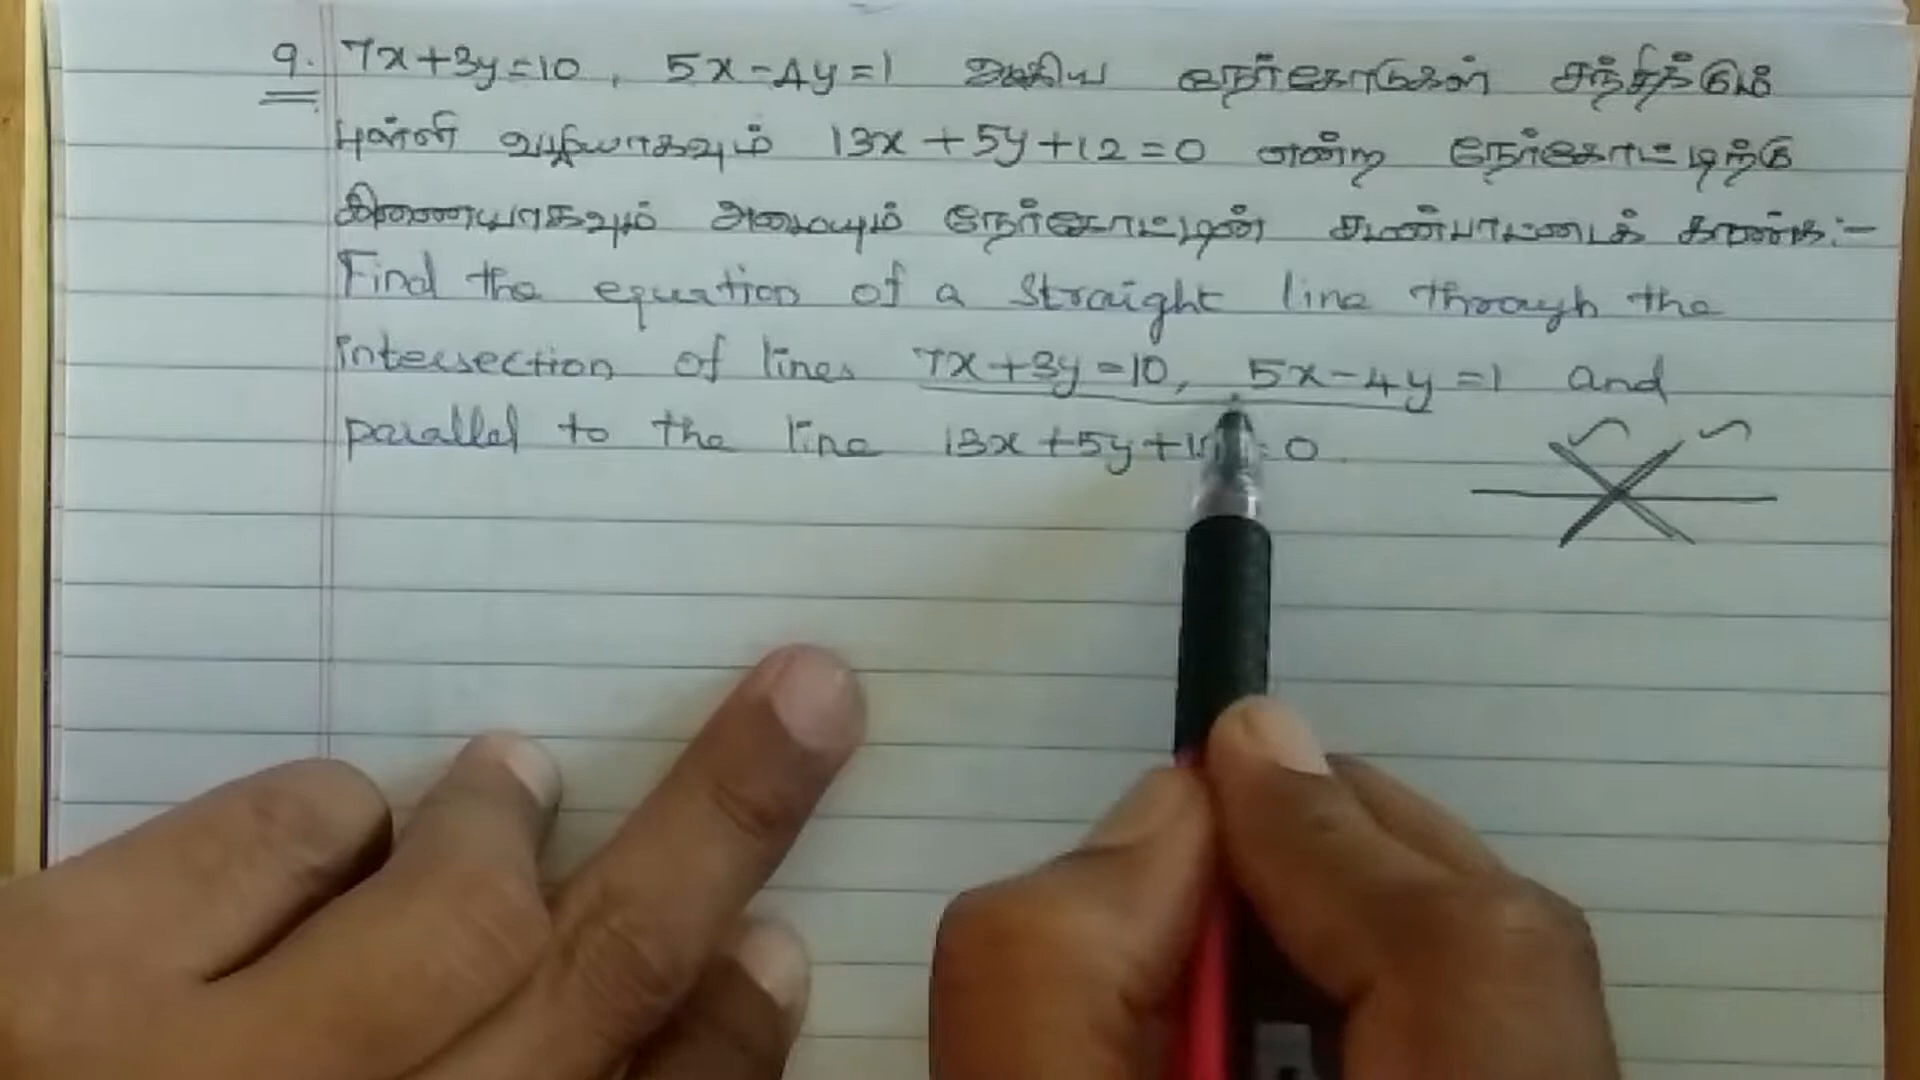 9. 7x+3y=10, 5x-4y=1 ஆகிய நேர்கோடுகள் சந்திக்கும்
புள்ளி வழியாகவும் 13x+5y+12=0 என்ற நேர்கோட்டிற்கு
இணையாகவும் அமையும் நேர்கோட்டின் சமன்பாட்டைக் காண்க:-
Find the equation of a straight line through the
intersection of lines 7x+3y=10, 5x-4y=1 and
parallel to the line 13x+5y+1 =0.